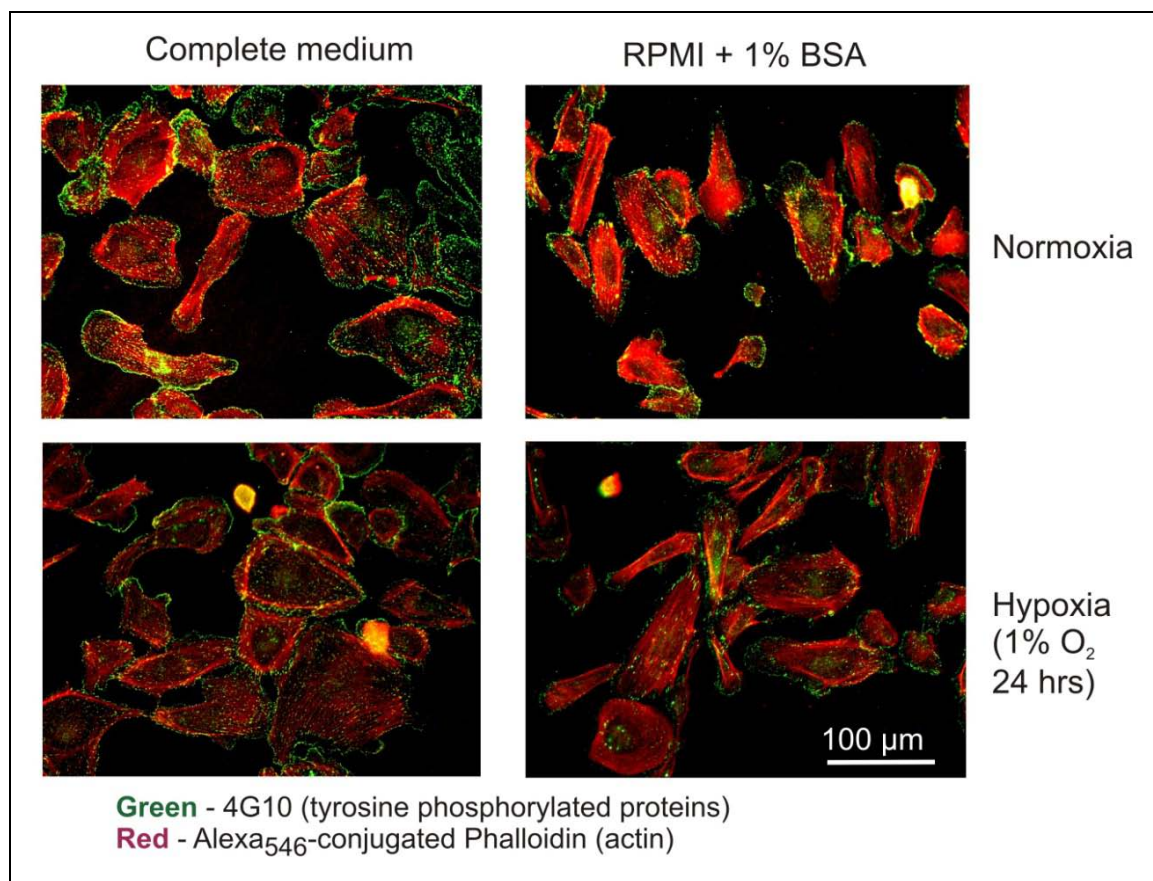 Complete medium
RPMI + 1% BSA
Normoxia
Hypoxia
(1% O₂
24 hrs)
100 µm
Green - 4G10 (tyrosine phosphorylated proteins)
Red - Alexa₅₄₆-conjugated Phalloidin (actin)